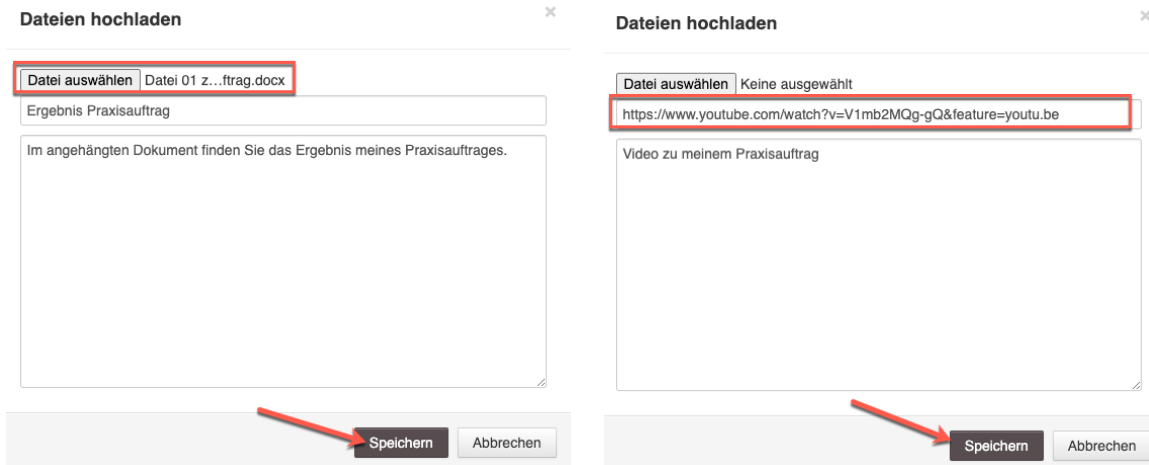 Dateien hochladen ×
Datei auswählen Datei 01 z...ftrag.docx
Ergebnis Praxisauftrag
Im angehängten Dokument finden Sie das Ergebnis meines Praxisauftrages.
Speichern Abbrechen
Dateien hochladen ×
Datei auswählen Keine ausgewählt
https://www.youtube.com/watch?v=V1mb2MQg-gQ&feature=youtu.be
Video zu meinem Praxisauftrag
Speichern Abbrechen